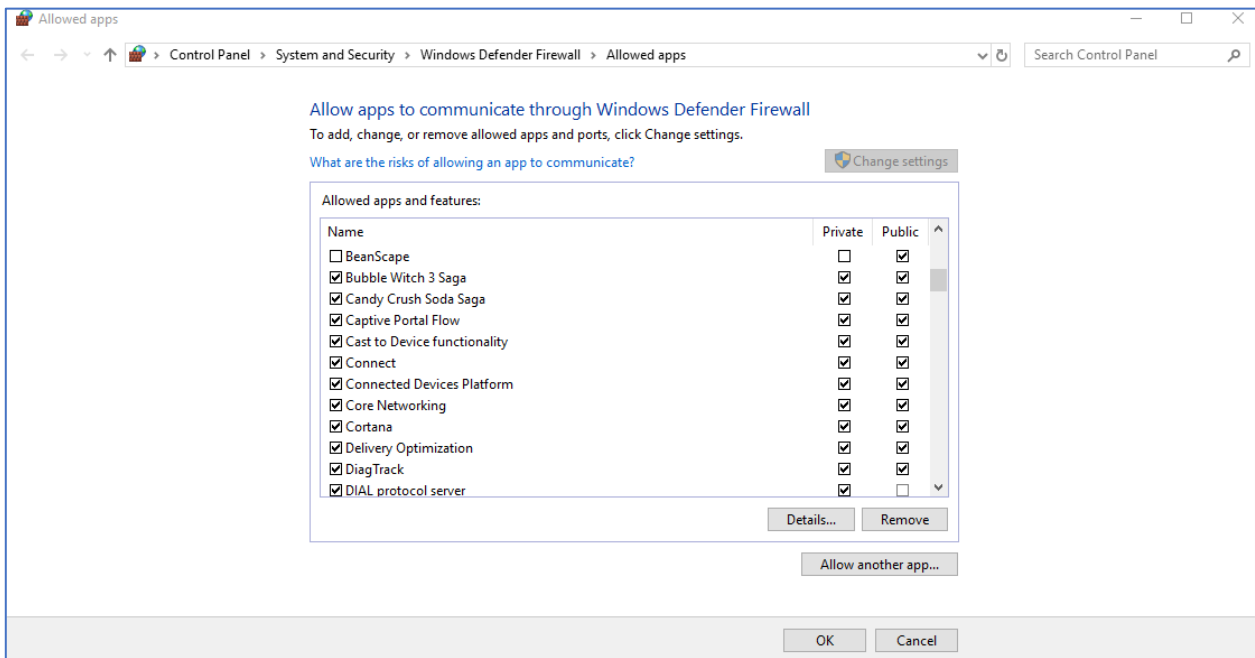 Allowed apps
Control Panel > System and Security > Windows Defender Firewall > Allowed apps
Search Control Panel
Allow apps to communicate through Windows Defender Firewall
To add, change, or remove allowed apps and ports, click Change settings.
What are the risks of allowing an app to communicate?
Change settings
Allowed apps and features:
Name Private Public
BeanScape
Bubble Witch 3 Saga
Candy Crush Soda Saga
Captive Portal Flow
Cast to Device functionality
Connect
Connected Devices Platform
Core Networking
Cortana
Delivery Optimization
DiagTrack
DIAL protocol server
Details... Remove
Allow another app...
OK Cancel